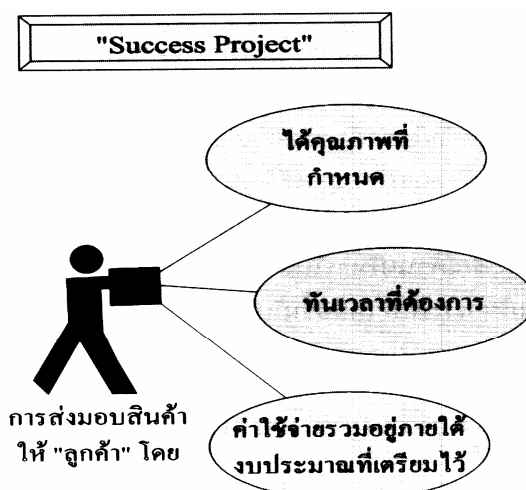 "Success Project"
ได้คุณภาพที่
กำหนด
ทันเวลาที่ต้องการ
การส่งมอบสินค้า
ให้ "ลูกค้า" โดย
ค่าใช้จ่ายรวมอยู่ภายใต้
งบประมาณที่เตรียมไว้